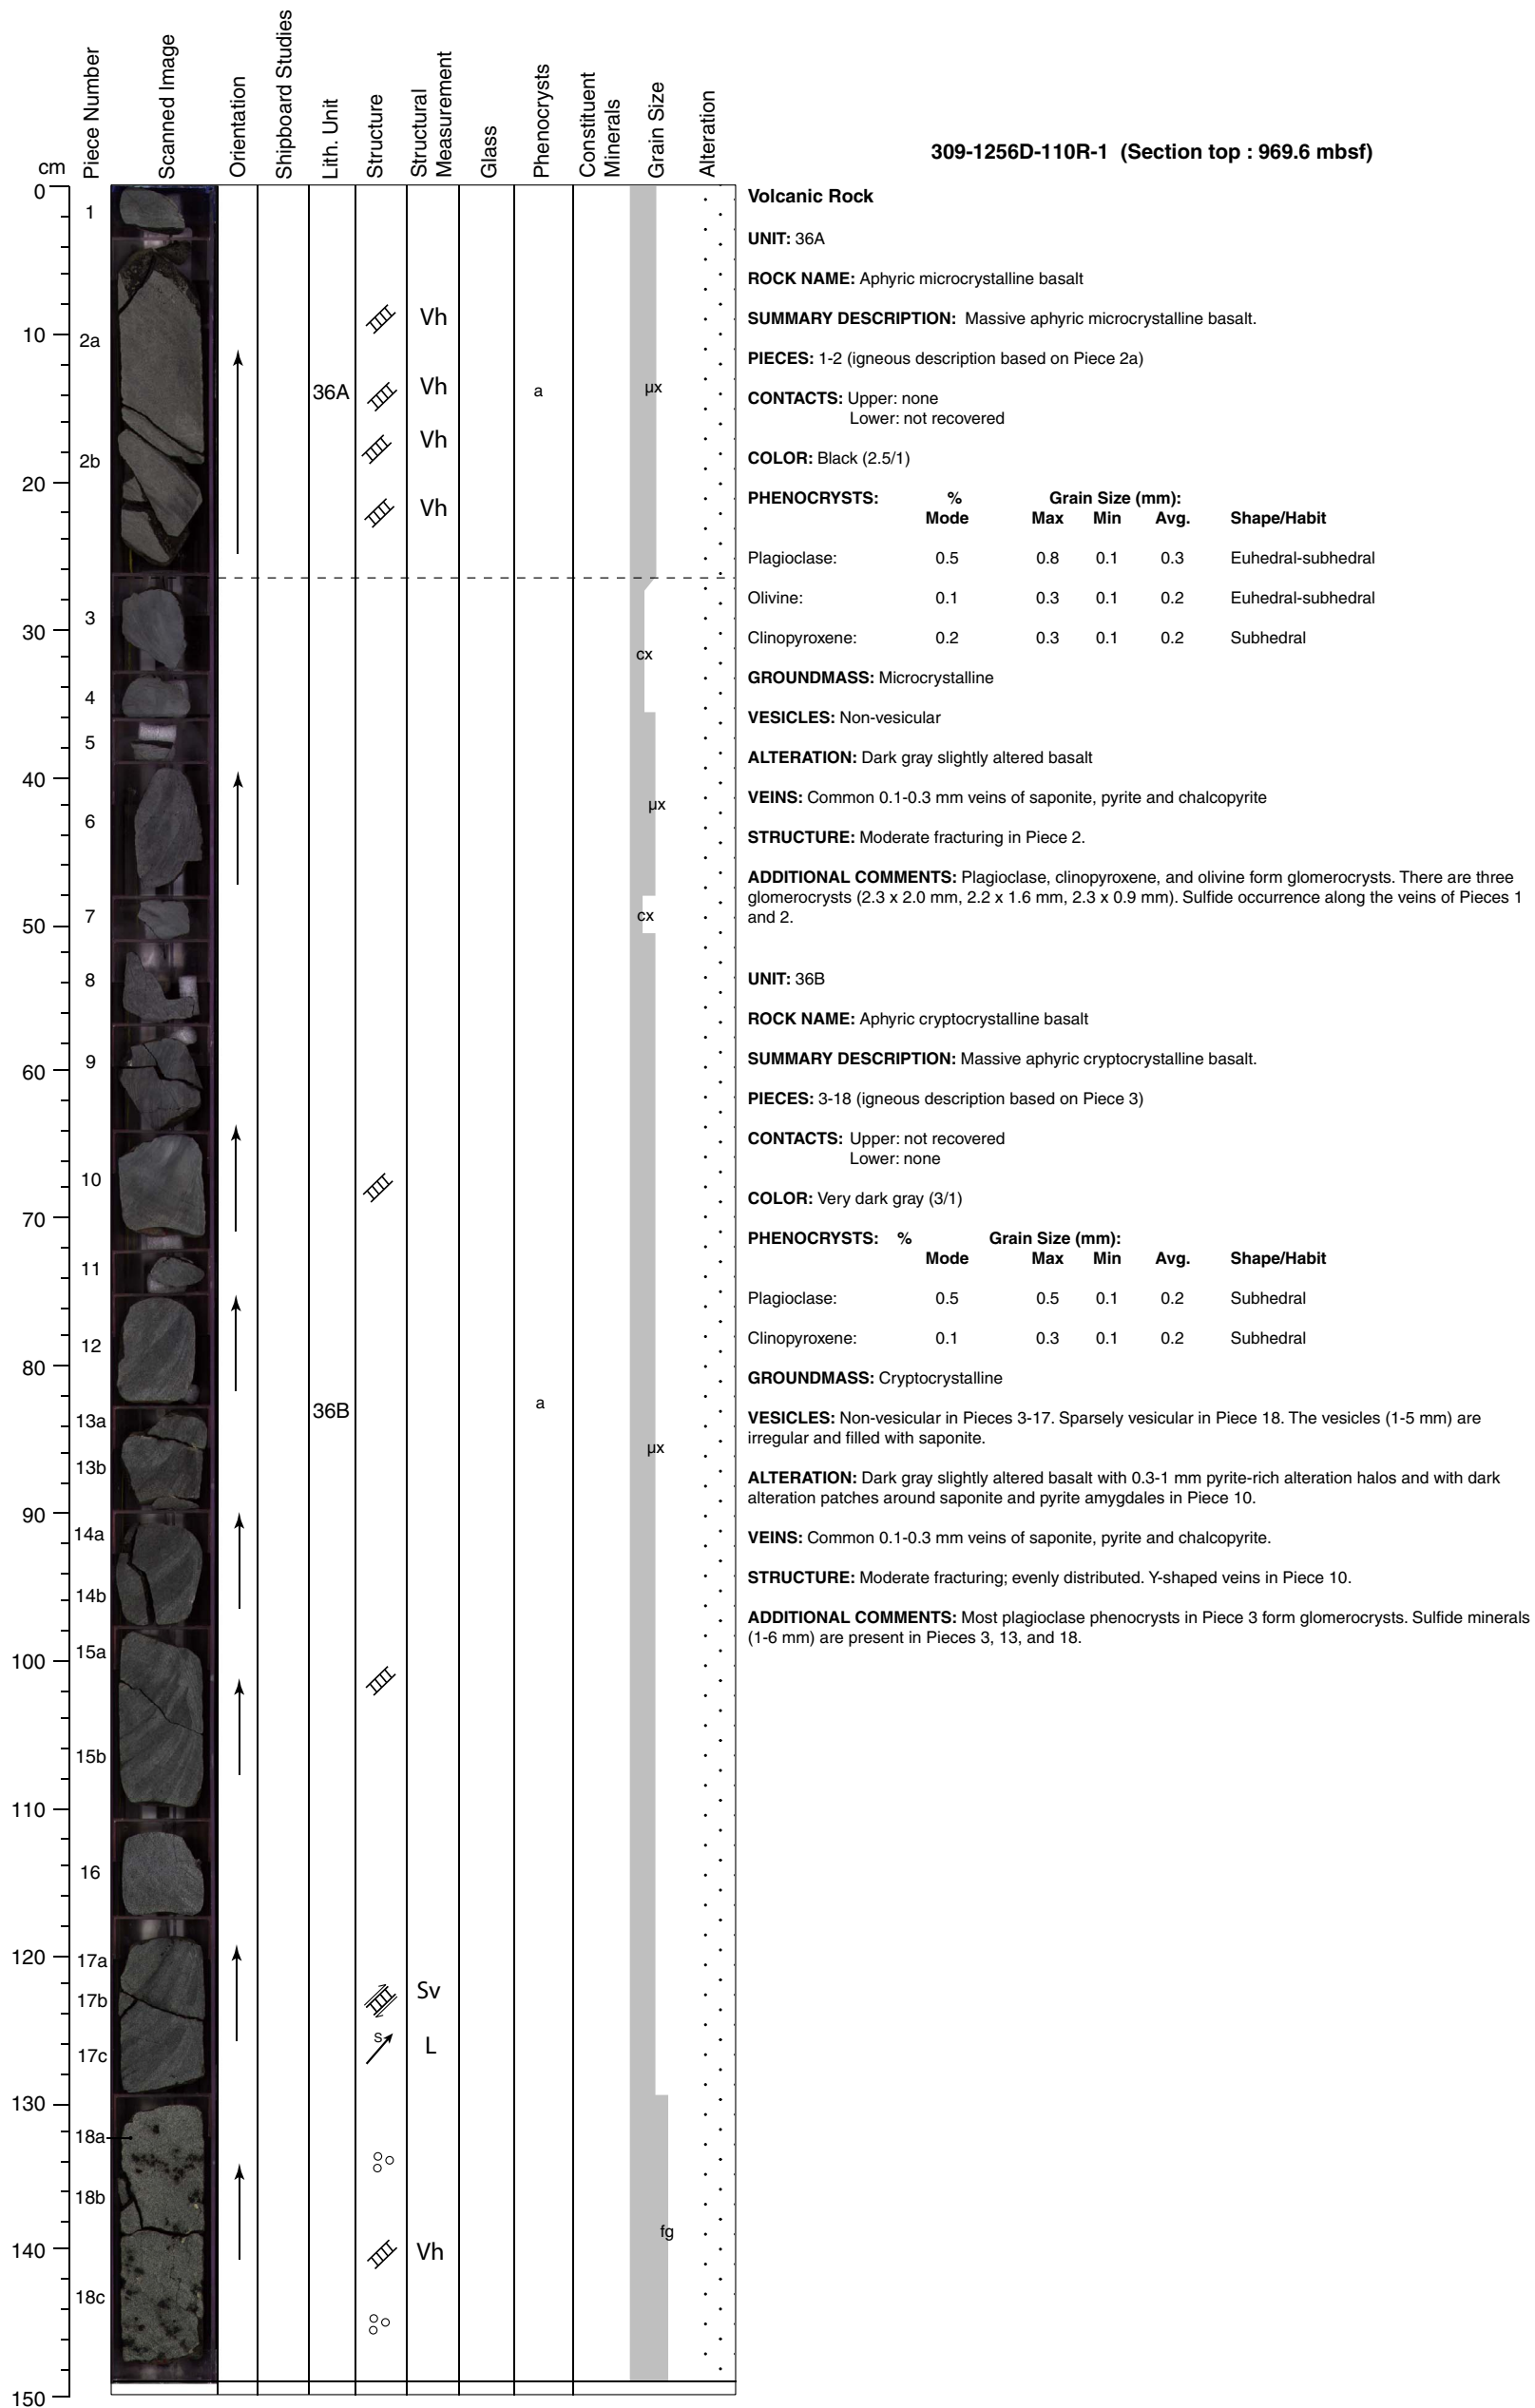 cm
Piece Number
Scanned Image
Orientation
Shipboard Studies
Lith. Unit
Structure
Structural
Measurement
Glass
Phenocrysts
Constituent
Minerals
Grain Size
Alteration
0
10
20
30
40
50
60
70
80
90
100
110
120
130
140
150
1
2a
2b
3
4
5
6
7
8
9
10
11
12
13a
13b
14a
14b
15a
15b
16
17a
17b
17c
18a
18b
18c
36A
36B
Vh
Vh
Vh
Vh
Sv
s
L
Vh
a
a
µx
cx
µx
cx
µx
fg
309-1256D-110R-1 (Section top : 969.6 mbsf)
Volcanic Rock
UNIT: 36A
ROCK NAME: Aphyric microcrystalline basalt
SUMMARY DESCRIPTION: Massive aphyric microcrystalline basalt.
PIECES: 1-2 (igneous description based on Piece 2a)
CONTACTS: Upper: none
Lower: not recovered
COLOR: Black (2.5/1)
PHENOCRYSTS: % Grain Size (mm):
Mode Max Min Avg. Shape/Habit
Plagioclase: 0.5 0.8 0.1 0.3 Euhedral-subhedral
Olivine: 0.1 0.3 0.1 0.2 Euhedral-subhedral
Clinopyroxene: 0.2 0.3 0.1 0.2 Subhedral
GROUNDMASS: Microcrystalline
VESICLES: Non-vesicular
ALTERATION: Dark gray slightly altered basalt
VEINS: Common 0.1-0.3 mm veins of saponite, pyrite and chalcopyrite
STRUCTURE: Moderate fracturing in Piece 2.
ADDITIONAL COMMENTS: Plagioclase, clinopyroxene, and olivine form glomerocrysts. There are three
glomerocrysts (2.3 x 2.0 mm, 2.2 x 1.6 mm, 2.3 x 0.9 mm). Sulfide occurrence along the veins of Pieces 1
and 2.
UNIT: 36B
ROCK NAME: Aphyric cryptocrystalline basalt
SUMMARY DESCRIPTION: Massive aphyric cryptocrystalline basalt.
PIECES: 3-18 (igneous description based on Piece 3)
CONTACTS: Upper: not recovered
Lower: none
COLOR: Very dark gray (3/1)
PHENOCRYSTS: % Grain Size (mm):
Mode Max Min Avg. Shape/Habit
Plagioclase: 0.5 0.5 0.1 0.2 Subhedral
Clinopyroxene: 0.1 0.3 0.1 0.2 Subhedral
GROUNDMASS: Cryptocrystalline
VESICLES: Non-vesicular in Pieces 3-17. Sparsely vesicular in Piece 18. The vesicles (1-5 mm) are
irregular and filled with saponite.
ALTERATION: Dark gray slightly altered basalt with 0.3-1 mm pyrite-rich alteration halos and with dark
alteration patches around saponite and pyrite amygdales in Piece 10.
VEINS: Common 0.1-0.3 mm veins of saponite, pyrite and chalcopyrite.
STRUCTURE: Moderate fracturing; evenly distributed. Y-shaped veins in Piece 10.
ADDITIONAL COMMENTS: Most plagioclase phenocrysts in Piece 3 form glomerocrysts. Sulfide minerals
(1-6 mm) are present in Pieces 3, 13, and 18.